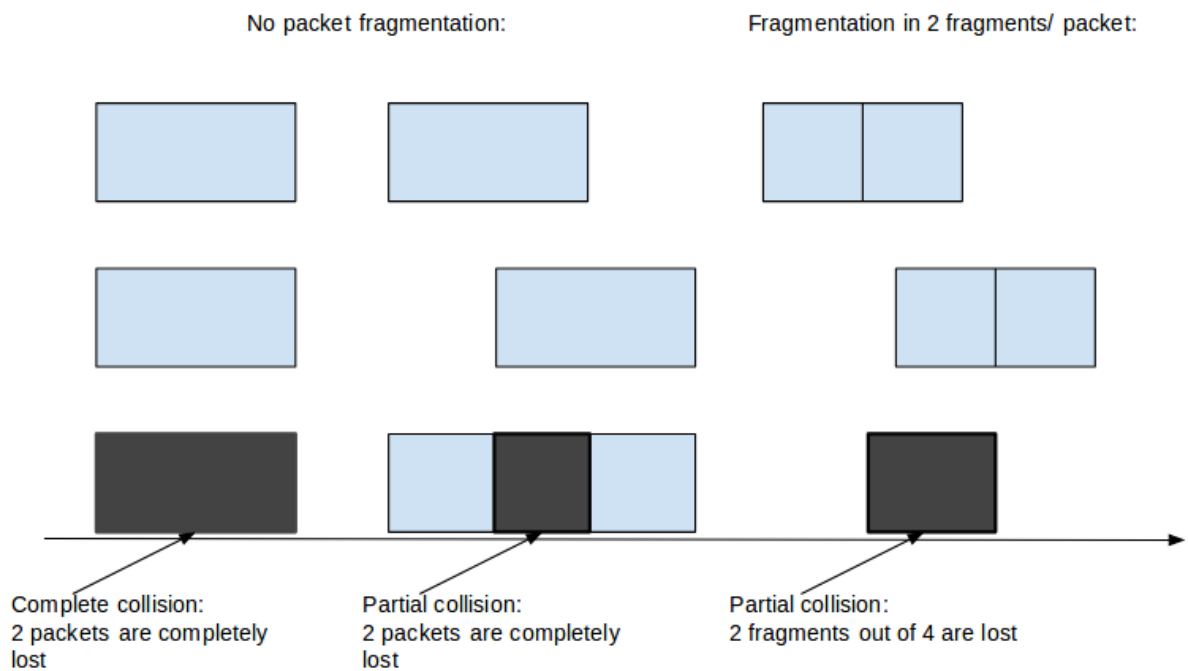 No packet fragmentation:
Fragmentation in 2 fragments/ packet:
Complete collision:
2 packets are completely
lost
Partial collision:
2 packets are completely
lost
Partial collision:
2 fragments out of 4 are lost